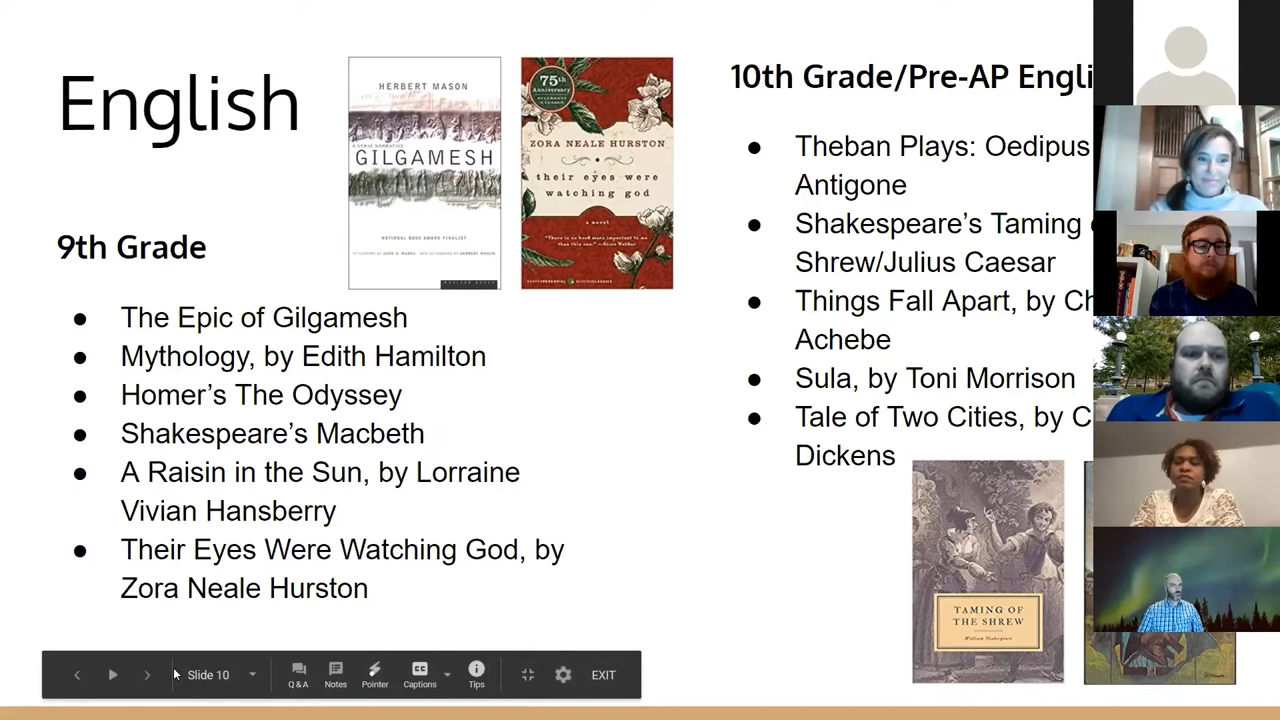 English
9th Grade
The Epic of Gilgamesh
Mythology, by Edith Hamilton
Homer’s The Odyssey
Shakespeare’s Macbeth
A Raisin in the Sun, by Lorraine
Vivian Hansberry
Their Eyes Were Watching God, by
Zora Neale Hurston
HERBERT MASON
A VERSE NARRATIVE
GILGAMESH
NATIONAL BOOK AWARD FINALIST
75th
Anniversary
ZORA NEALE HURSTON
their eyes were
watching god
a novel
"There is no book more important to me
than this one." —Alice Walker
10th Grade/Pre-AP Engli
Theban Plays: Oedipus
Antigone
Shakespeare’s Taming
Shrew/Julius Caesar
Things Fall Apart, by Ch
Achebe
Sula, by Toni Morrison
Tale of Two Cities, by C
Dickens
TAMING OF
THE SHREW
William Shakespeare
Slide 10
Q & A
Notes
Pointer
Captions
Tips
EXIT